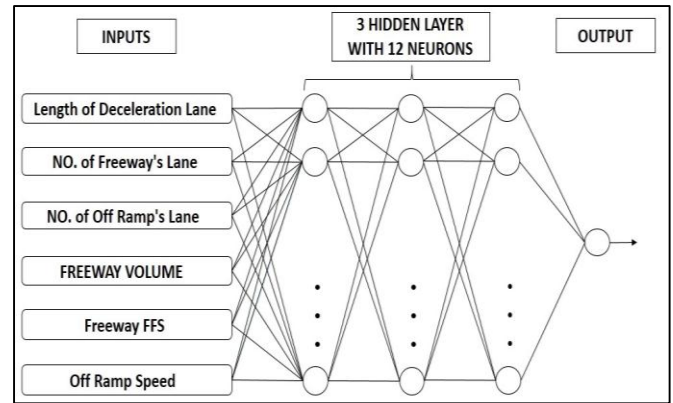 INPUTS
3 HIDDEN LAYER
WITH 12 NEURONS
OUTPUT
Length of Deceleration Lane
NO. of Freeway's Lane
NO. of Off Ramp's Lane
FREEWAY VOLUME
Freeway FFS
Off Ramp Speed